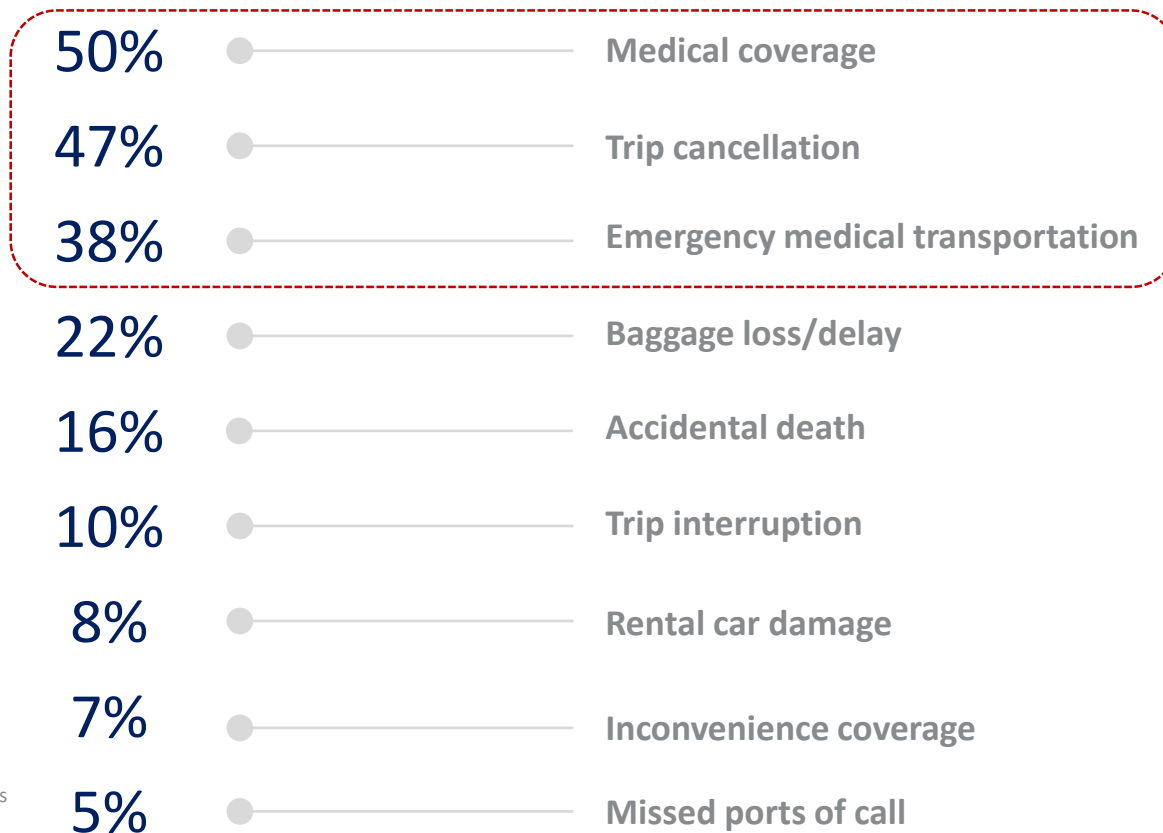 50% Medical coverage
47% Trip cancellation
38% Emergency medical transportation
22% Baggage loss/delay
16% Accidental death
10% Trip interruption
8% Rental car damage
7% Inconvenience coverage
s
5% Missed ports of call